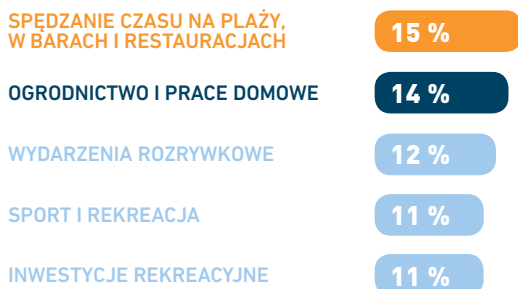 SPĘDZANIE CZASU NA PLAŻY,
W BARACH I RESTAURACJACH
15 %
OGRODNICTWO I PRACE DOMOWE
14 %
WYDARZENIA ROZRYWKOWE
12 %
SPORT I REKREACJA
11 %
INWESTYCJE REKREACYJNE
11 %